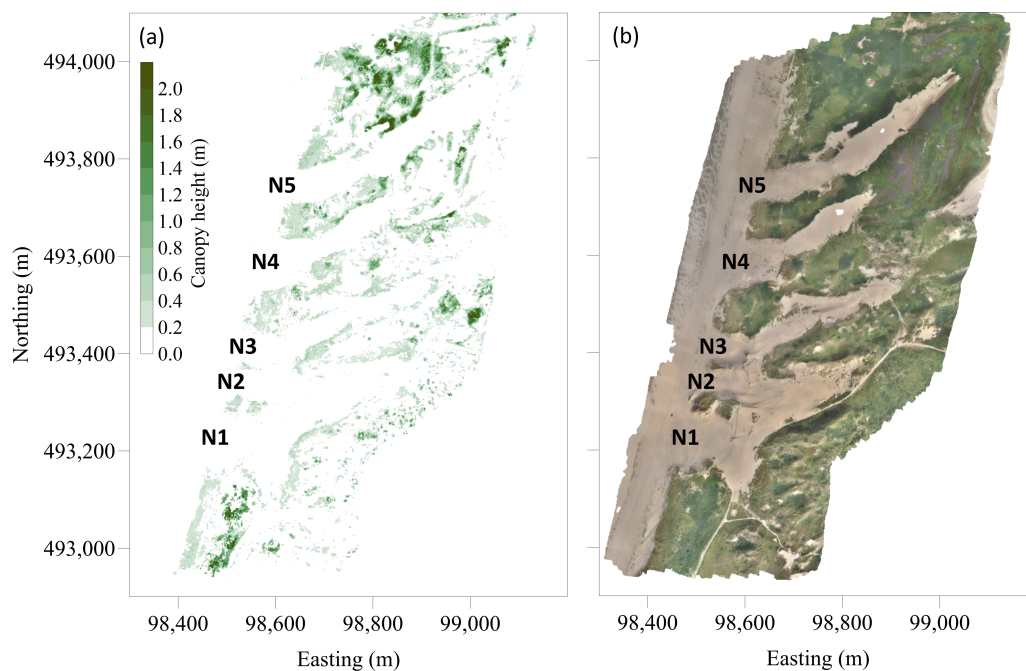 (a)
(b)
494,000
493,800
493,600
493,400
493,200
493,000
Northing (m)
2.0
1.8
1.6
1.4
1.2
1.0
0.8
0.6
0.4
0.2
0.0
Canopy height (m)
N5
N4
N3
N2
N1
N5
N4
N3
N2
N1
98,400
98,600
98,800
99,000
98,400
98,600
98,800
99,000
Easting (m)
Easting (m)